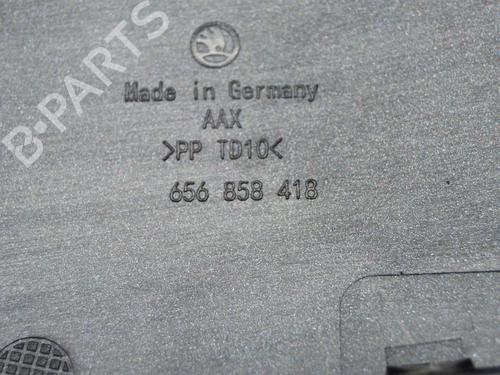 B-PARTS
Made in Germany
AAX
>PP TD10<
656 858 418